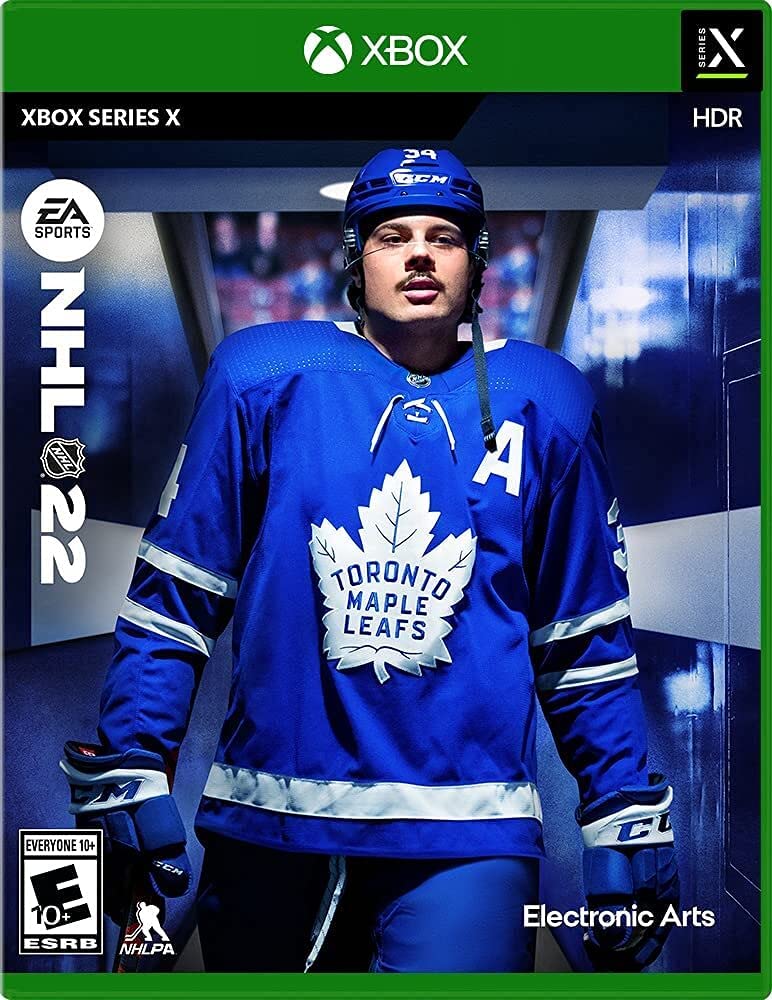 XBOX
SERIES X
XBOX SERIES X
HDR
34
CCM
EA
SPORTS
NHL 22
NHL
A
TORONTO
MAPLE
LEAFS
CCM
CCM
EVERYONE 10+
E
10+
ESRB
NHLPA
Electronic Arts